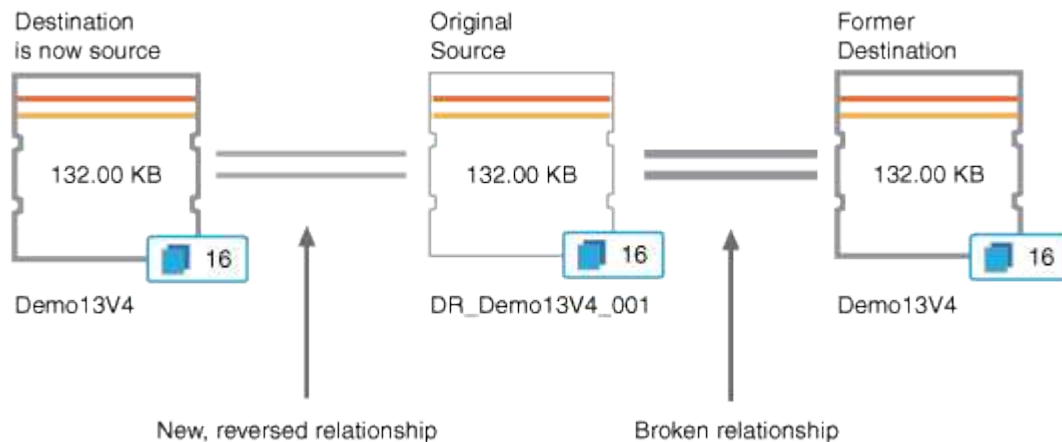 Destination
is now source
Original
Source
Former
Destination
132.00 KB
132.00 KB
132.00 KB
16
16
16
Demo13V4
DR_Demo13V4_001
Demo13V4
New, reversed relationship
Broken relationship